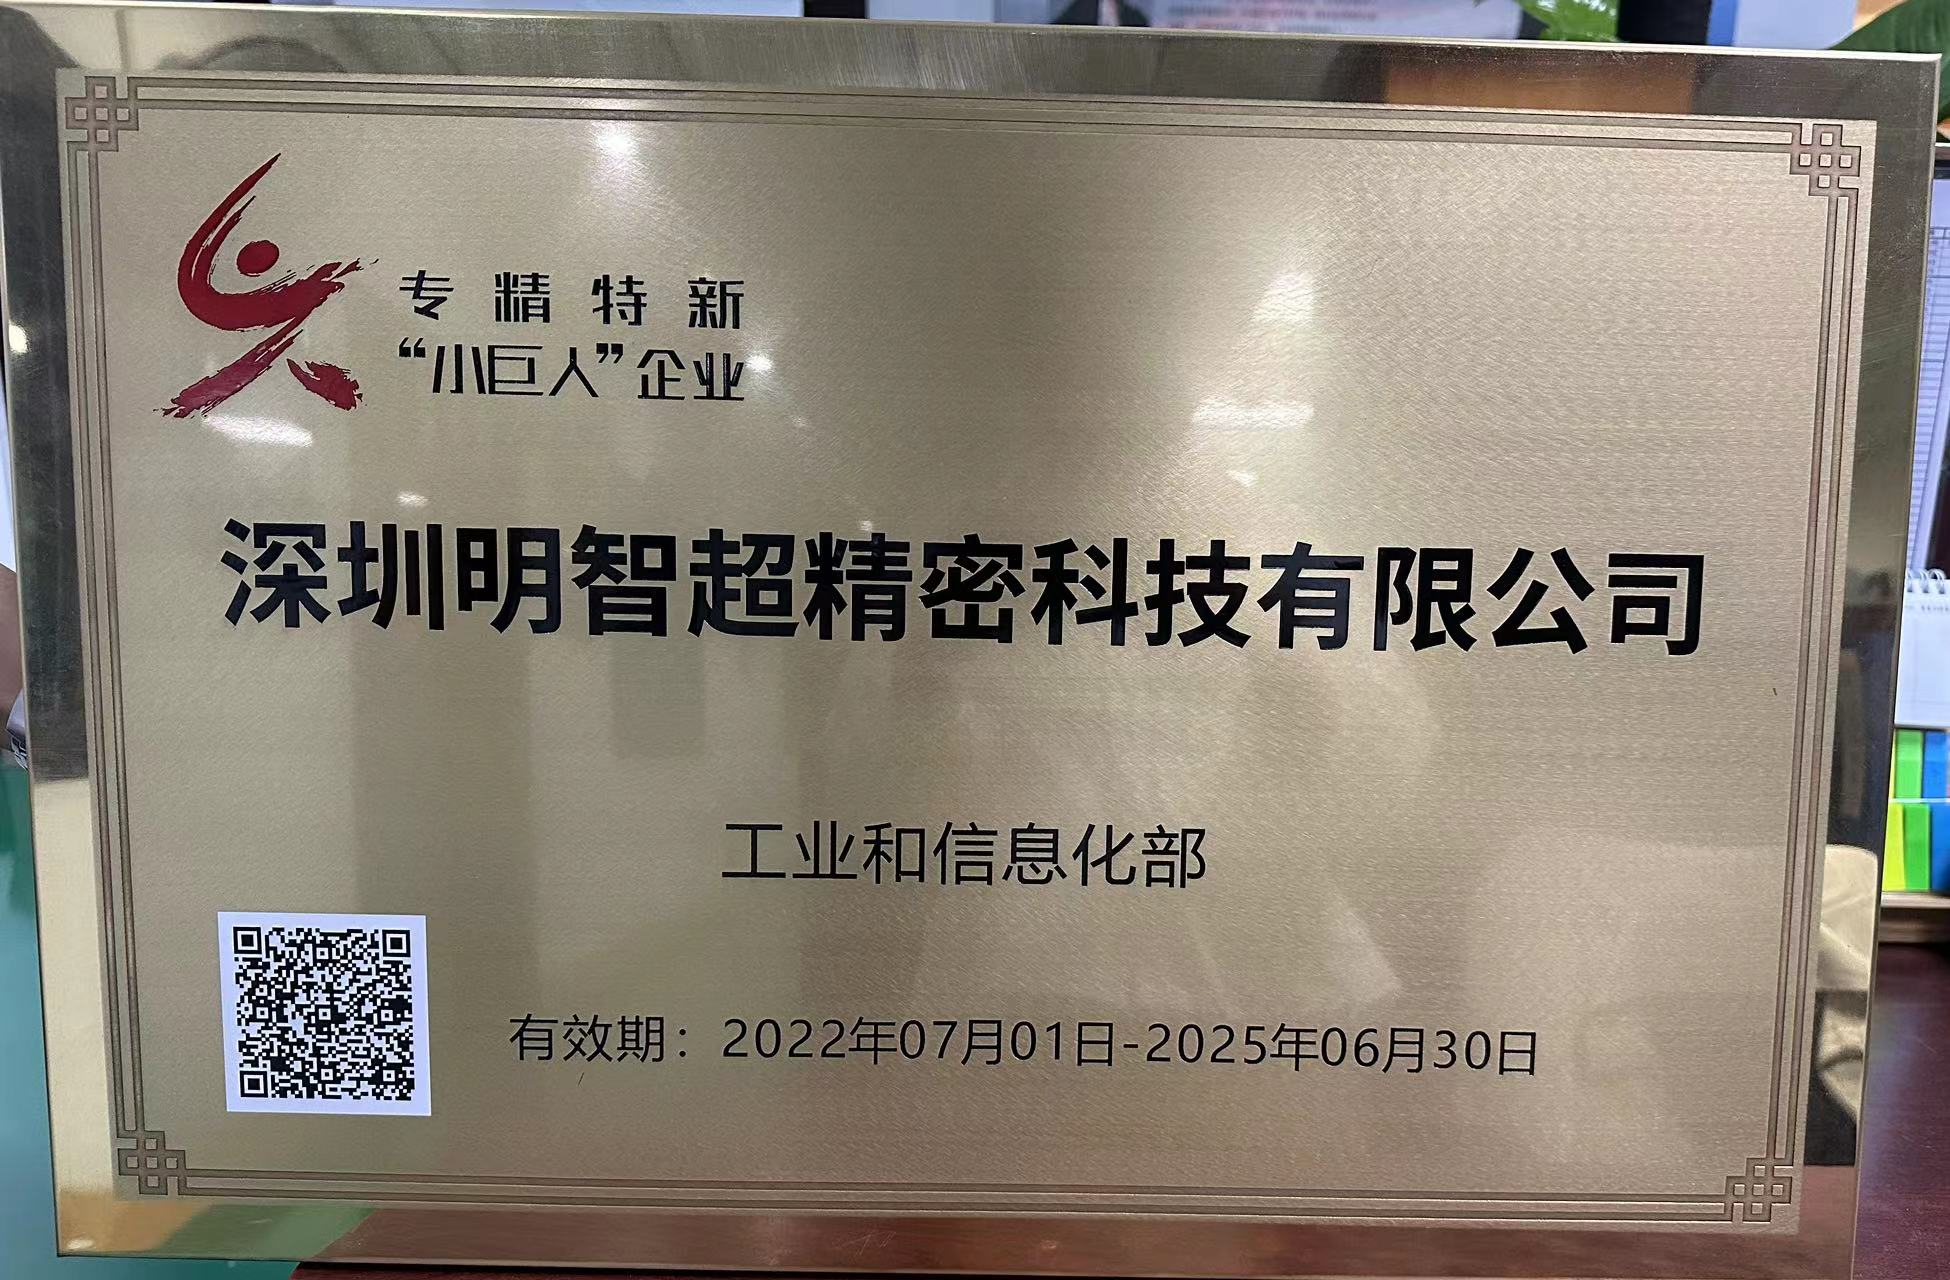 专精特新
“小巨人”企业
深圳明智超精密科技有限公司
工业和信息化部
有效期：2022年07月01日-2025年06月30日